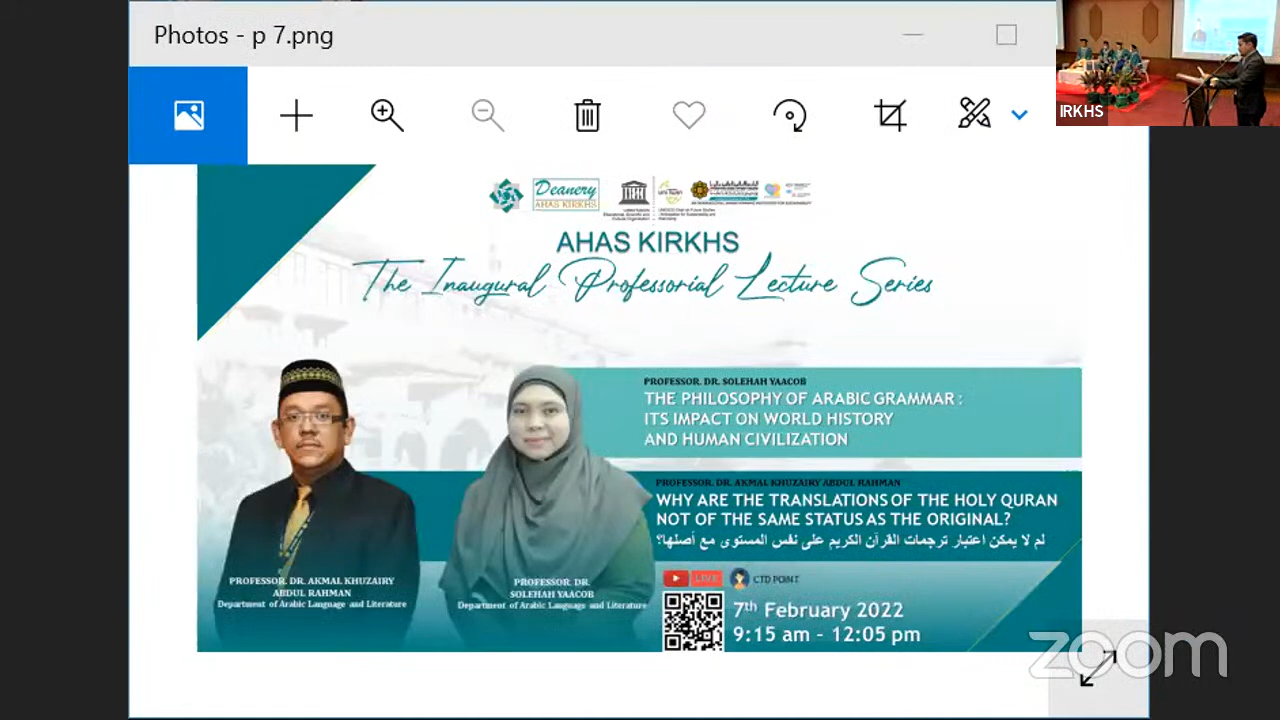 Photos - p 7.png
IRKHS
Deanery
AHAS KIRKHS
AHAS KIRKHS
The Inaugural Professorial Lecture Series
PROFESSOR. DR. SOLEHAH YAACOB
THE PHILOSOPHY OF ARABIC GRAMMAR :
ITS IMPACT ON WORLD HISTORY
AND HUMAN CIVILIZATION
PROFESSOR. DR. AKMAL KHUZAIRY ABDUL RAHMAN
WHY ARE THE TRANSLATIONS OF THE HOLY QURAN
NOT OF THE SAME STATUS AS THE ORIGINAL?
لم لا يمكن اعتبار ترجمات القرآن الكريم على نفس المستوى مع أصلها؟
PROFESSOR. DR. AKMAL KHUZAIRY
ABDUL RAHMAN
Department of Arabic Language and Literature
PROFESSOR. DR.
SOLEHAH YAACOB
Department of Arabic Language and Literature
LIVE
CTD POINT
7th February 2022
9:15 am - 12:05 pm
zoom